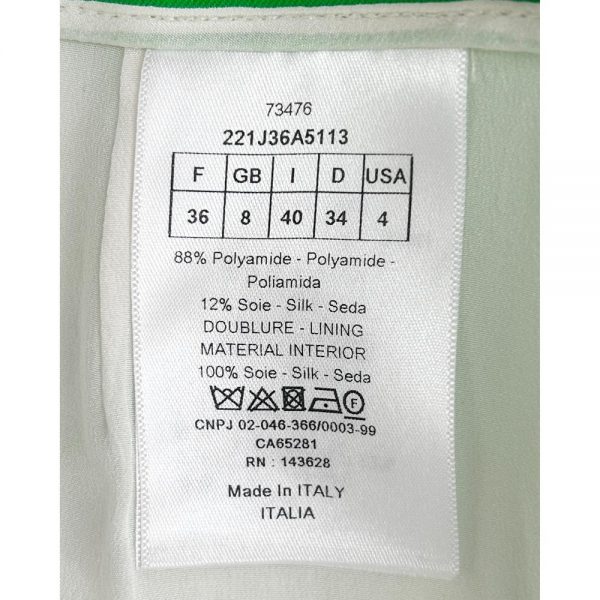 73476
221J36A5113
F GB I D USA
36 8 40 34 4
88% Polyamide - Polyamide -
Poliamida
12% Soie - Silk - Seda
DOUBLURE - LINING
MATERIAL INTERIOR
100% Soie - Silk - Seda
F
CNPJ 02-046-366/0003-99
CA65281
RN : 143628
Made In ITALY
ITALIA